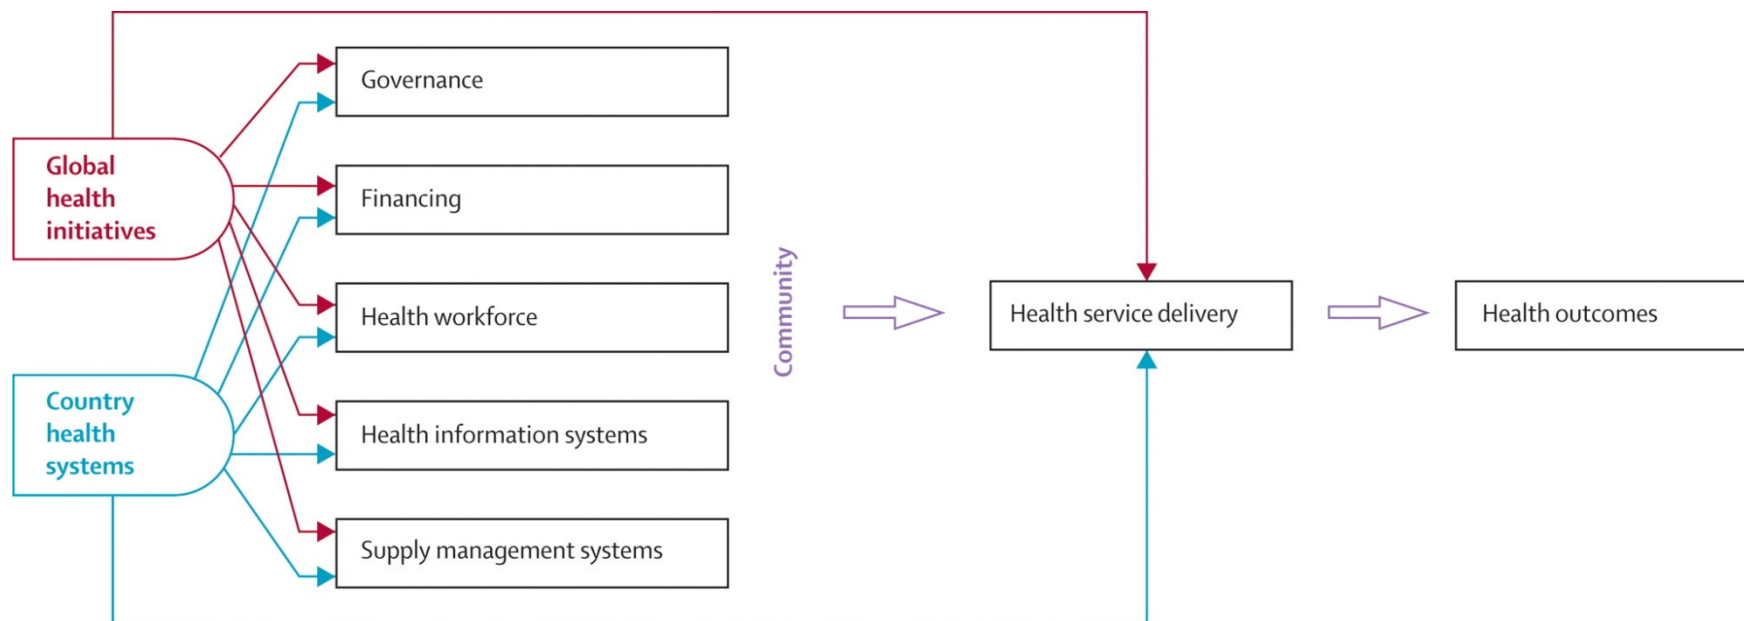 Global
health
initiatives
Country
health
systems
Governance
Financing
Health workforce
Health information systems
Supply management systems
Community
Health service delivery
Health outcomes